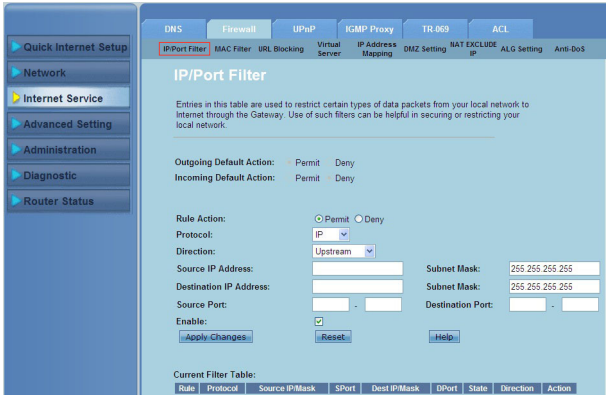 DNS Firewall UPnP IGMP Proxy TR-069 ACL
IP/Port Filter MAC Filter URL Blocking Virtual Server IP Address Mapping DMZ Setting NAT EXCLUDE IP ALG Setting Anti-DoS
Quick Internet Setup
Network
Internet Service
Advanced Setting
Administration
Diagnostic
Router Status
IP/Port Filter
Entries in this table are used to restrict certain types of data packets from your local network to
Internet through the Gateway. Use of such filters can be helpful in securing or restricting your
local network.
Outgoing Default Action: Permit Deny
Incoming Default Action: Permit Deny
Rule Action: Permit Deny
Protocol: IP
Direction: Upstream
Source IP Address: Subnet Mask: 255.255.255.255
Destination IP Address: Subnet Mask: 255.255.255.255
Source Port: - Destination Port: -
Enable:
Apply Changes Reset Help
Current Filter Table:
Rule Protocol Source IP/Mask SPort Dest IP/Mask DPort State Direction Action